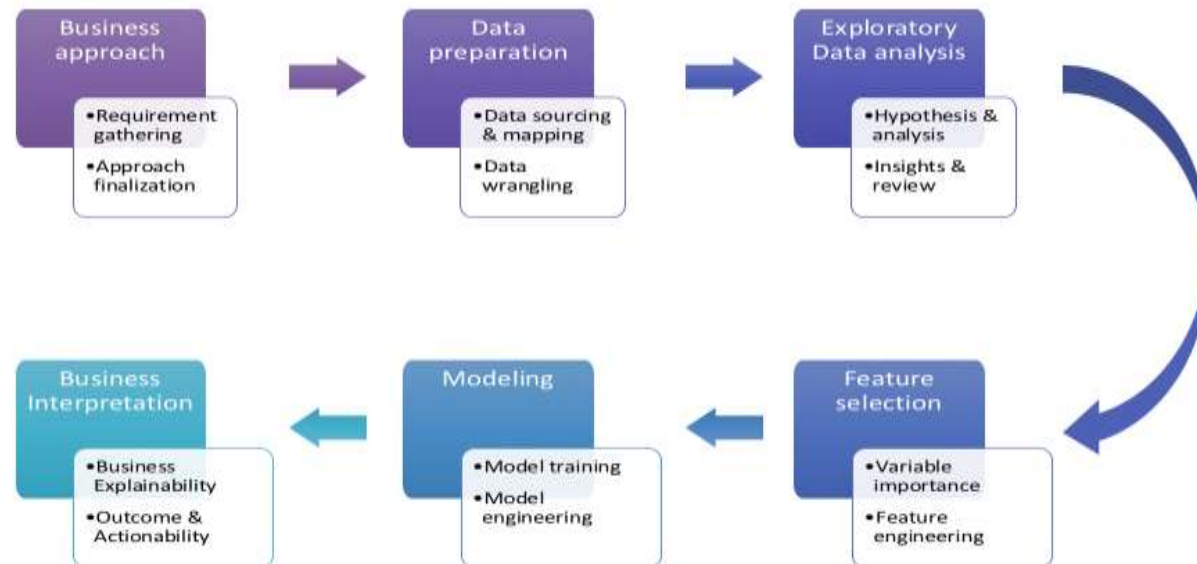 Business
approach
•Requirement
gathering
•Approach
finalization
Data
preparation
•Data sourcing
& mapping
•Data
wrangling
Exploratory
Data analysis
•Hypothesis &
analysis
•Insights &
review
Feature
selection
•Variable
importance
•Feature
engineering
Modeling
•Model training
•Model
engineering
Business
Interpretation
•Business
Explainability
•Outcome &
Actionability